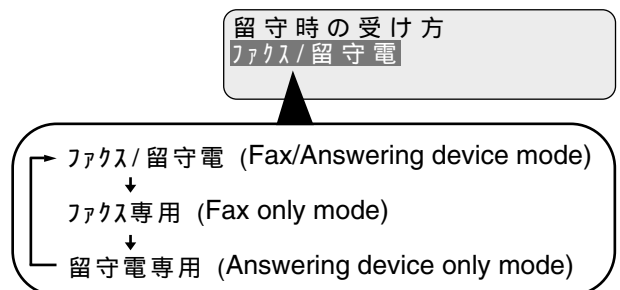 留守時の受け方
ﾌｧｸｽ/留守電
ﾌｧｸｽ/留守電 (Fax/Answering device mode)
ﾌｧｸｽ専用 (Fax only mode)
留守電専用 (Answering device only mode)